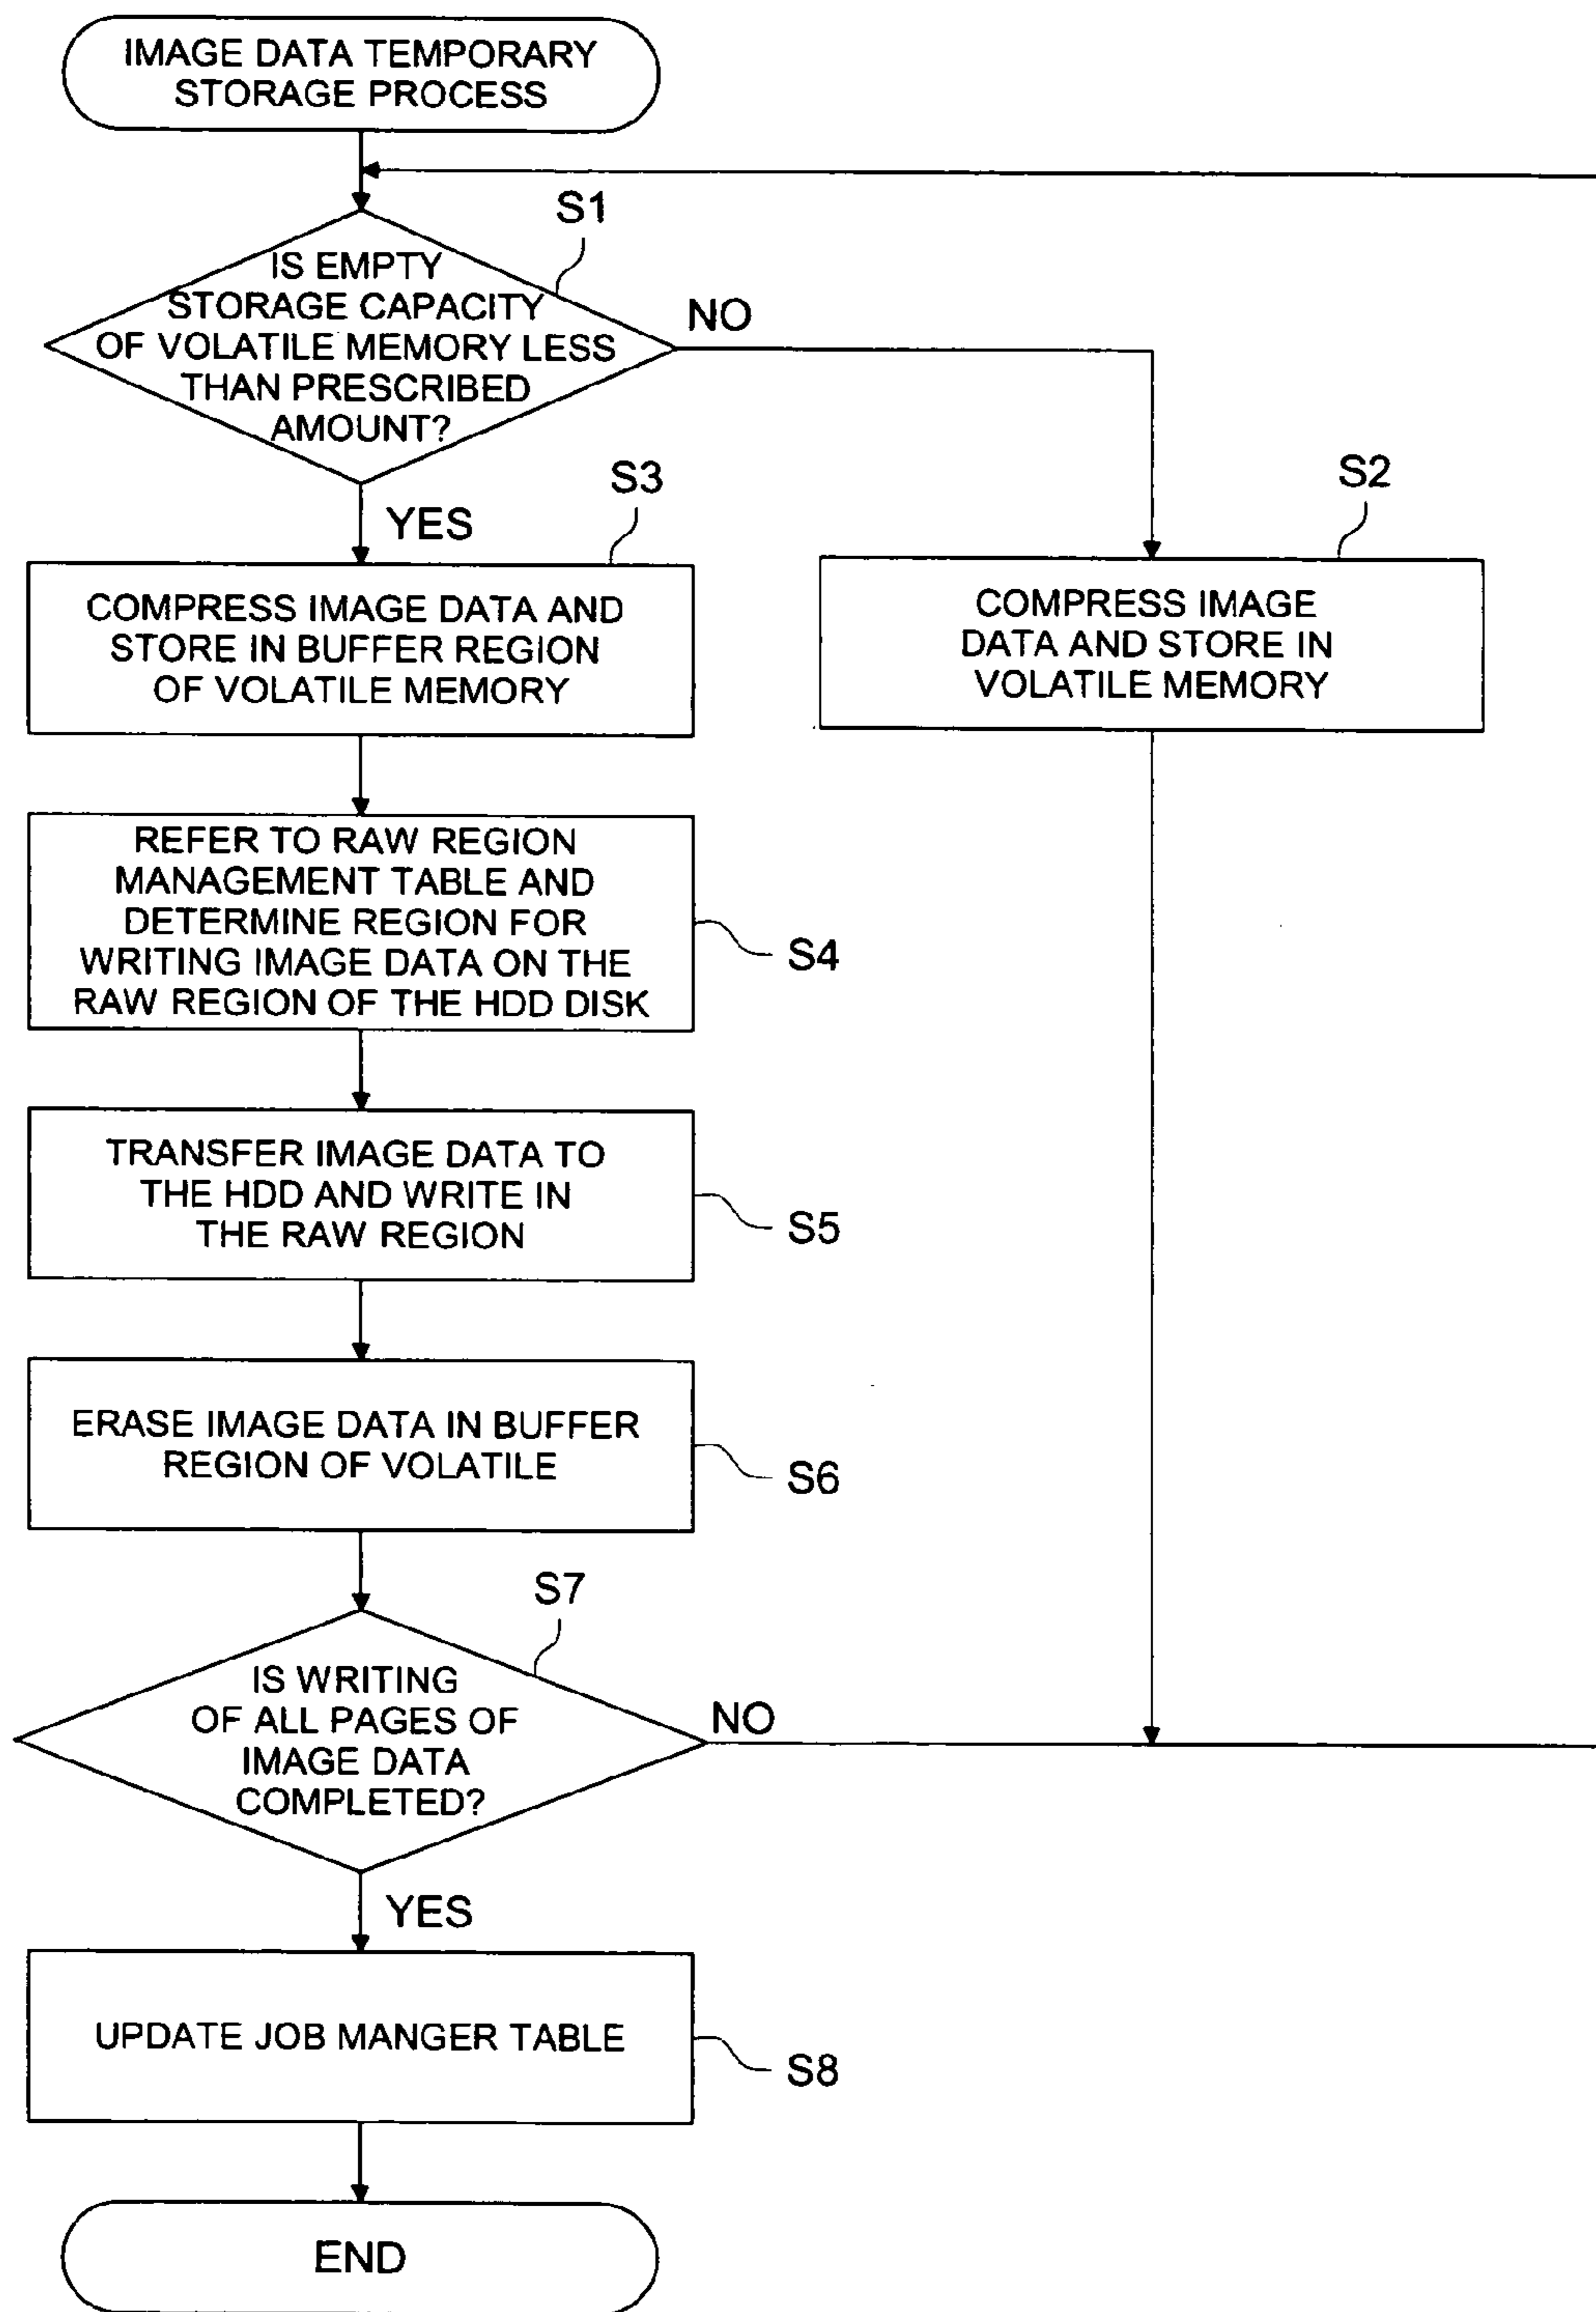 IMAGE DATA TEMPORARY
STORAGE PROCESS
S1
IS EMPTY
STORAGE CAPACITY
OF VOLATILE MEMORY LESS
THAN PRESCRIBED
AMOUNT?
NO
YES
S3
COMPRESS IMAGE DATA AND
STORE IN BUFFER REGION
OF VOLATILE MEMORY
S2
COMPRESS IMAGE
DATA AND STORE IN
VOLATILE MEMORY
REFER TO RAW REGION
MANAGEMENT TABLE AND
DETERMINE REGION FOR
WRITING IMAGE DATA ON THE
RAW REGION OF THE HDD DISK
S4
TRANSFER IMAGE DATA TO
THE HDD AND WRITE IN
THE RAW REGION
S5
ERASE IMAGE DATA IN BUFFER
REGION OF VOLATILE
S6
S7
IS WRITING
OF ALL PAGES OF
IMAGE DATA
COMPLETED?
NO
YES
UPDATE JOB MANGER TABLE
S8
END